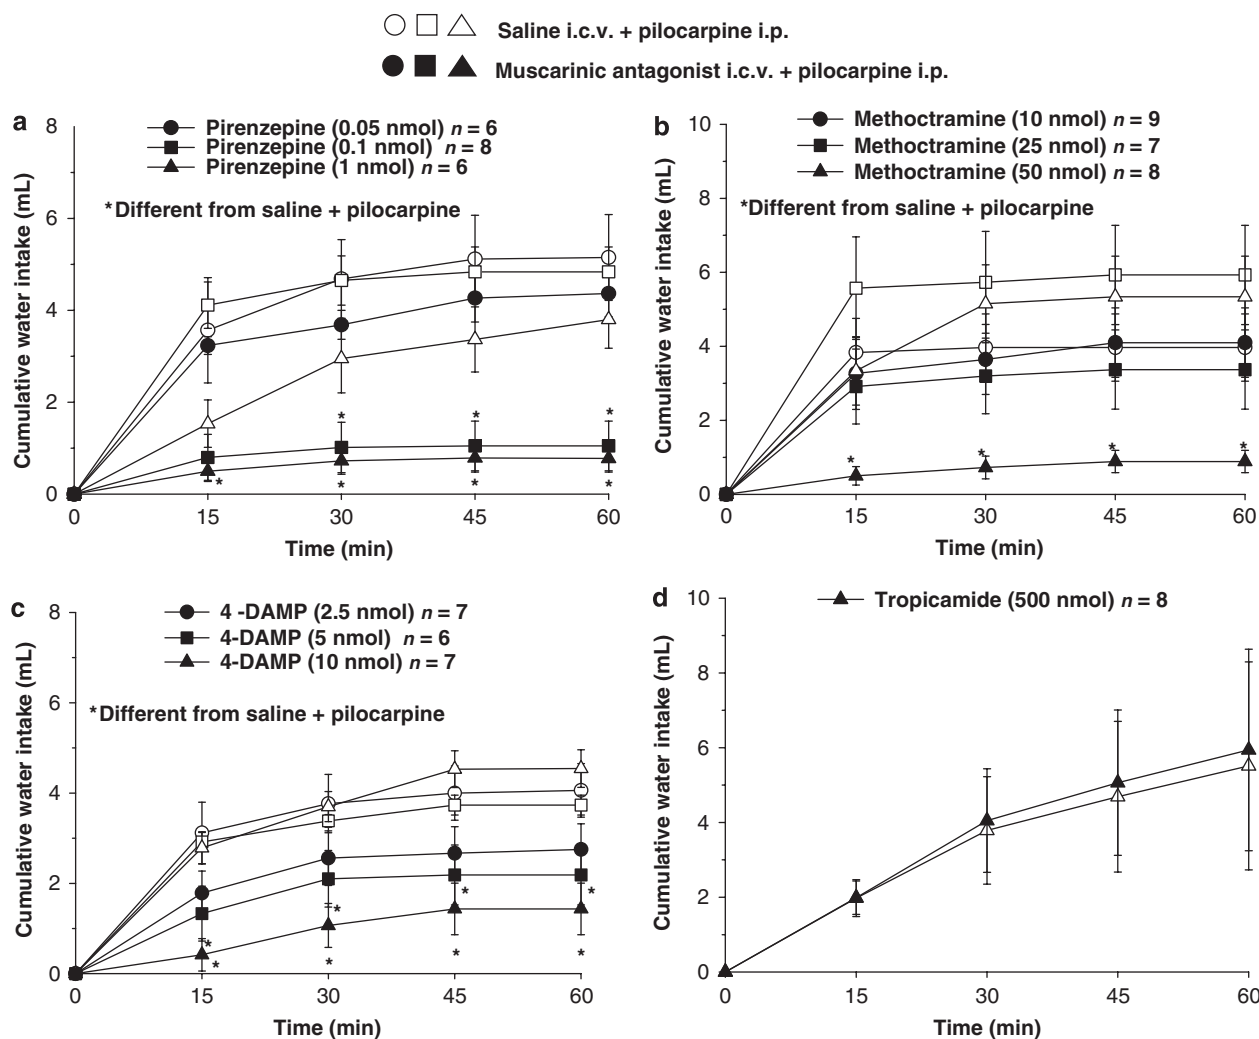 Saline i.c.v. + pilocarpine i.p.
Muscarinic antagonist i.c.v. + pilocarpine i.p.
a
Pirenzepine (0.05 nmol) n = 6
Pirenzepine (0.1 nmol) n = 8
Pirenzepine (1 nmol) n = 6
*Different from saline + pilocarpine
Cumulative water intake (mL)
8
6
4
2
0
* * *
* * * *
0 15 30 45 60
Time (min)
b
Methoctramine (10 nmol) n = 9
Methoctramine (25 nmol) n = 7
Methoctramine (50 nmol) n = 8
*Different from saline + pilocarpine
Cumulative water intake (mL)
10
8
6
4
2
0
* * * *
0 15 30 45 60
Time (min)
c
4 -DAMP (2.5 nmol) n = 7
4-DAMP (5 nmol) n = 6
4-DAMP (10 nmol) n = 7
*Different from saline + pilocarpine
Cumulative water intake (mL)
8
6
4
2
0
* * * *
* * * *
0 15 30 45 60
Time (min)
d
Tropicamide (500 nmol) n = 8
Cumulative water intake (mL)
10
8
6
4
2
0
0 15 30 45 60
Time (min)